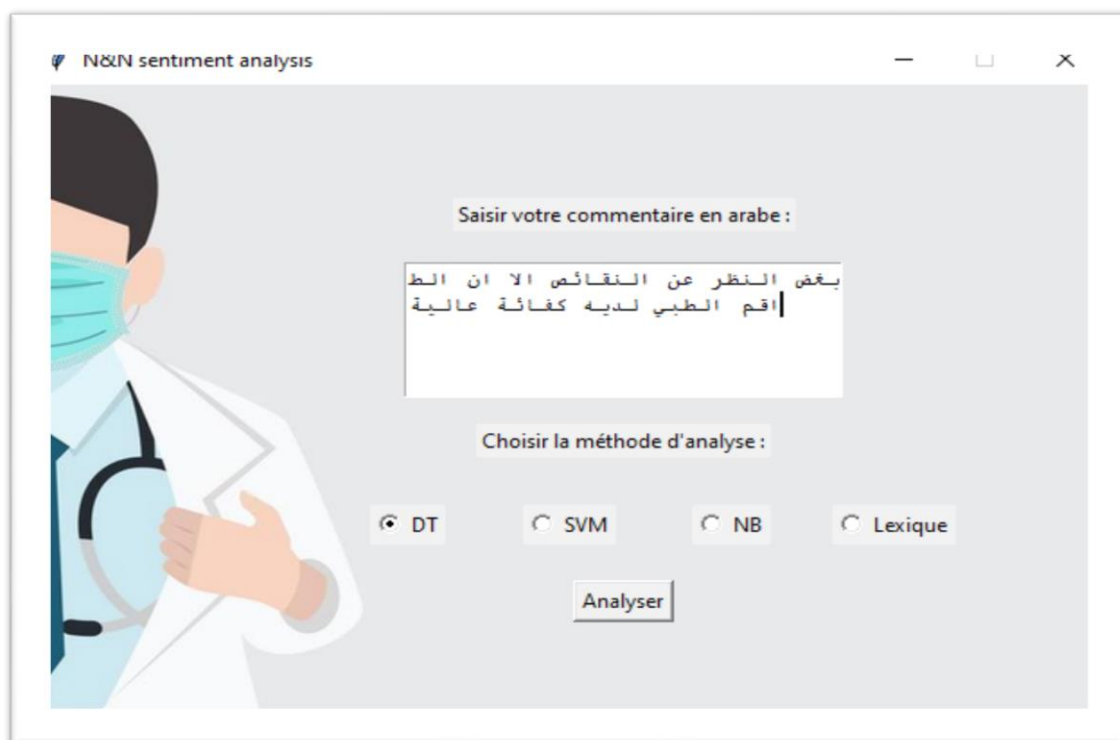 N&N sentiment analysis
Saisir votre commentaire en arabe :
بغض النظر عن النقائص الا ان الط
اقم الطبي لديه كفائة عالية
Choisir la méthode d'analyse :
DT SVM NB Lexique
Analyser